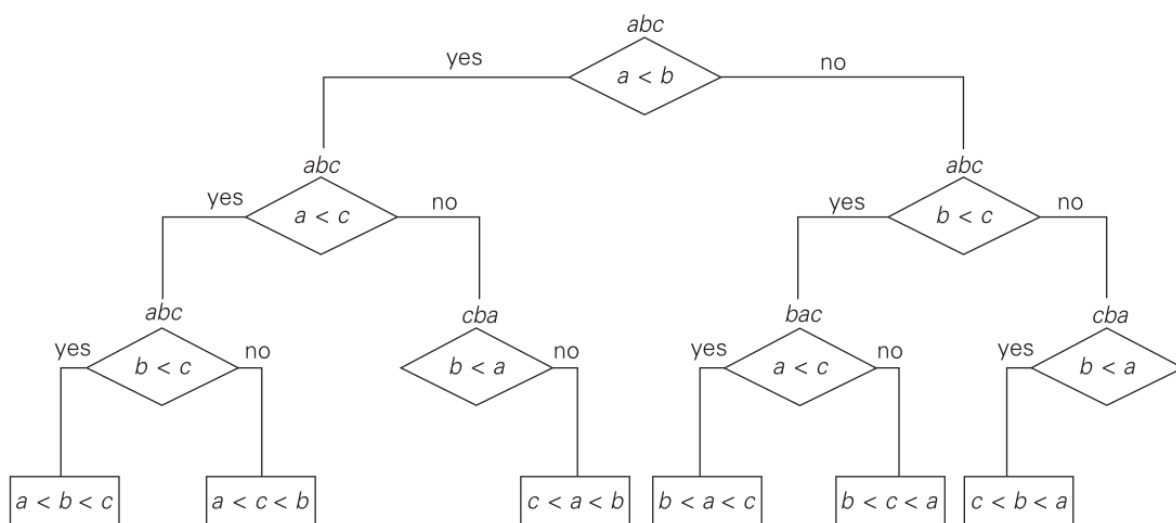 abc
yes
a < b
no
abc
abc
yes
a < c
no
yes
b < c
no
abc
cba
bac
cba
yes
b < c
no
b < a
no
yes
a < c
no
yes
b < a
a < b < c
a < c < b
c < a < b
b < a < c
b < c < a
c < b < a